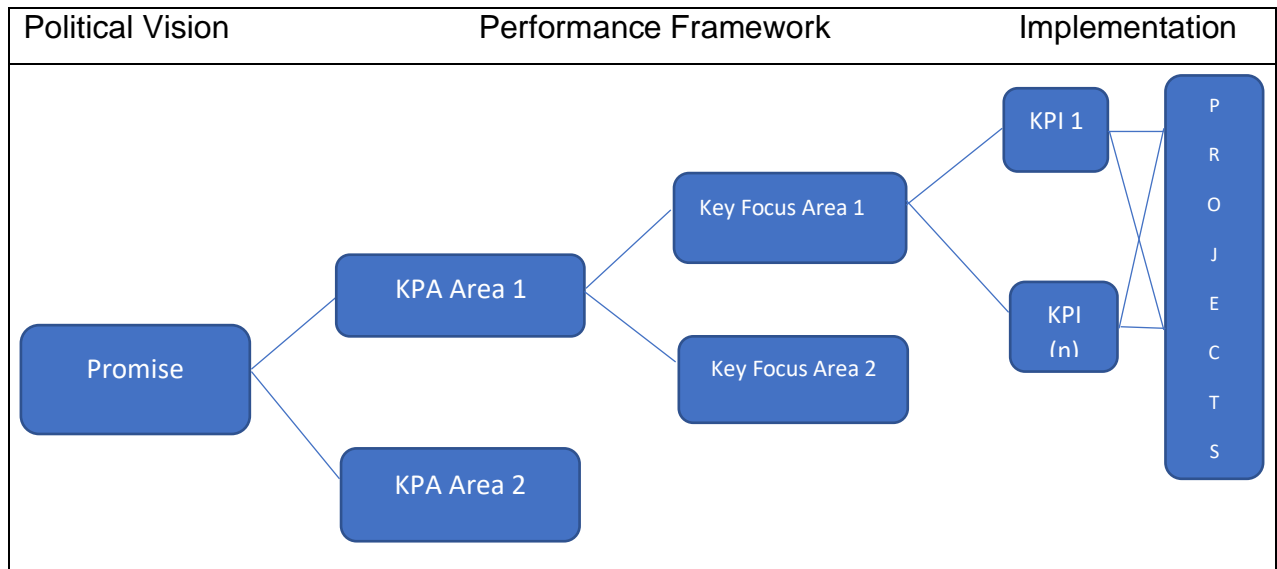 Political Vision Performance Framework Implementation
Promise
KPA Area 1
KPA Area 2
Key Focus Area 1
Key Focus Area 2
KPI 1
KPI
(n)
P
R
O
J
E
C
T
S